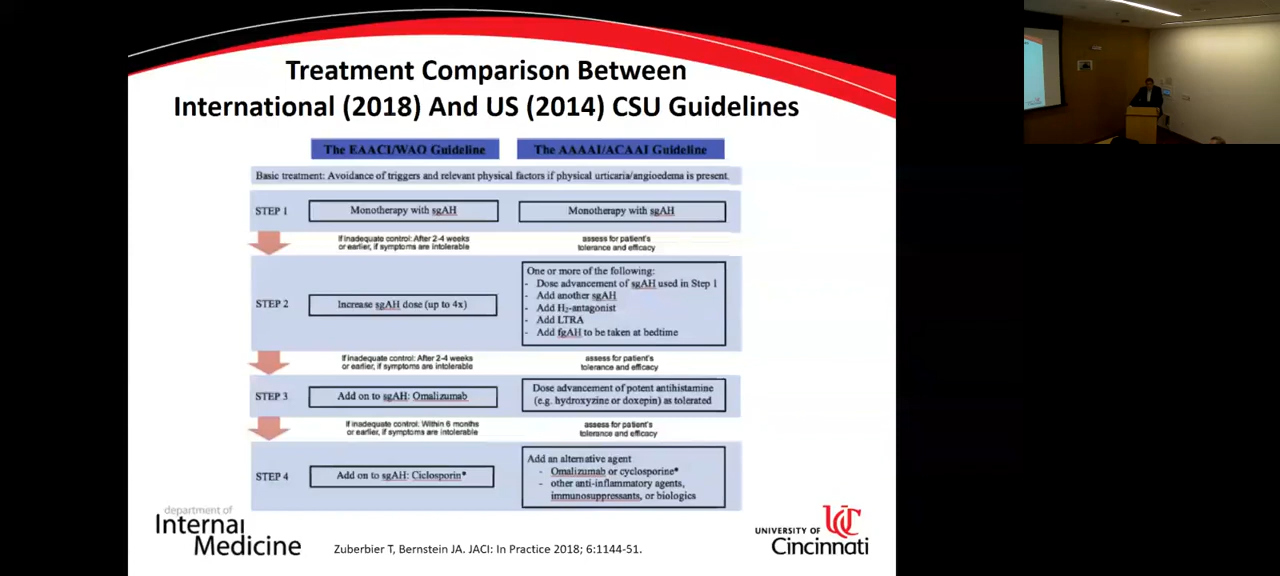 Treatment Comparison Between
International (2018) And US (2014) CSU Guidelines
The EAACI/WAO Guideline
The AAAAI/ACAAI Guideline
Basic treatment: Avoidance of triggers and relevant physical factors if physical urticaria/angioedema is present.
STEP 1
Monotherapy with sgAH
Monotherapy with sgAH
If inadequate control: After 2-4 weeks
or earlier, if symptoms are intolerable
assess for patient's
tolerance and efficacy
STEP 2
Increase sgAH dose (up to 4x)
One or more of the following:
- Dose advancement of sgAH used in Step 1
- Add another sgAH
- Add H₂-antagonist
- Add LTRA
- Add fgAH to be taken at bedtime
If inadequate control: After 2-4 weeks
or earlier, if symptoms are intolerable
assess for patient's
tolerance and efficacy
STEP 3
Add on to sgAH: Omalizumab
Dose advancement of potent antihistamine
(e.g. hydroxyzine or doxepin) as tolerated
If inadequate control: Within 6 months
or earlier, if symptoms are intolerable
assess for patient's
tolerance and efficacy
STEP 4
Add on to sgAH: Ciclosporin*
Add an alternative agent
- Omalizumab or cyclosporine*
- other anti-inflammatory agents,
immunosuppressants, or biologics
department of
Internal
Medicine
Zuberbier T, Bernstein JA. JACI: In Practice 2018; 6:1144-51.
UC
UNIVERSITY OF
Cincinnati